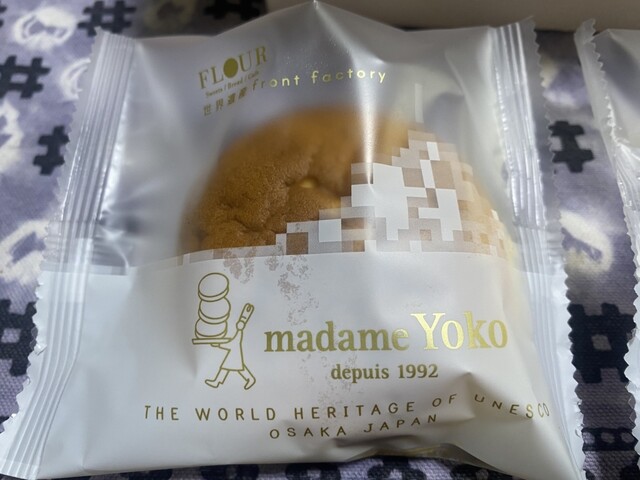 FLOUR
世界遺産 front factory
madame Yoko
depuis 1992
THE WORLD HERITAGE OF UNESCO
OSAKA JAPAN